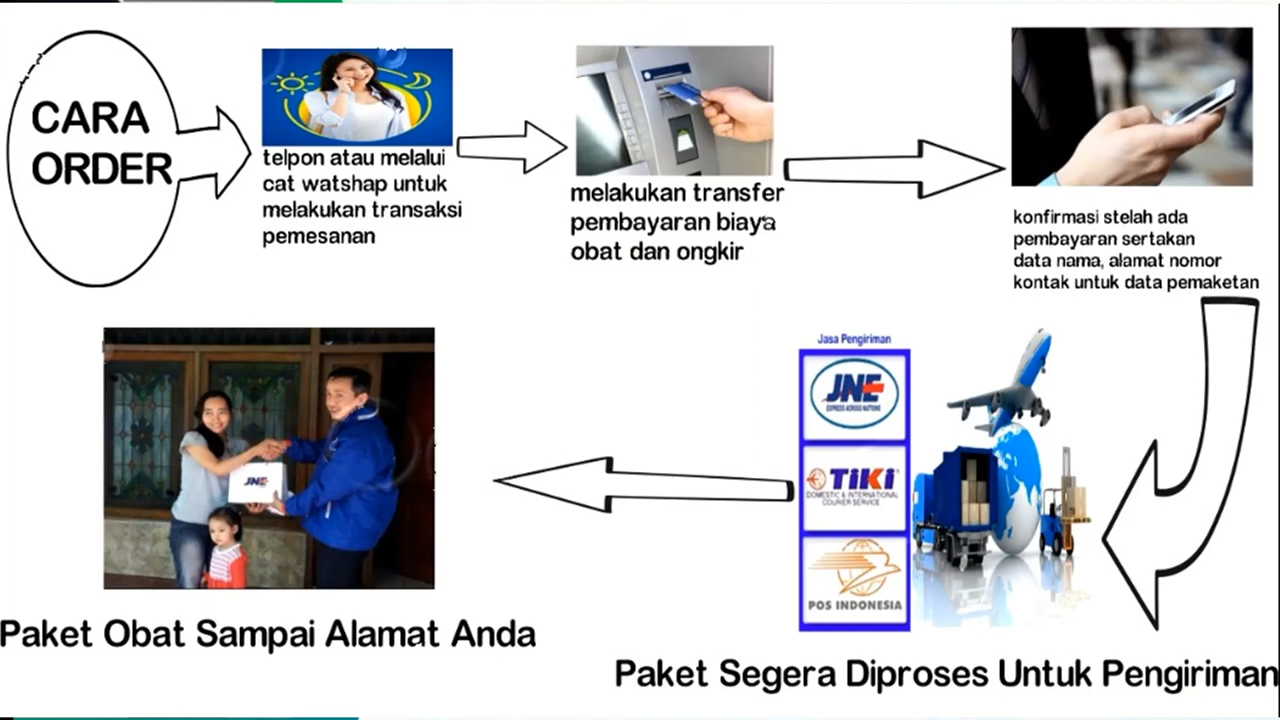 CARA
ORDER
telpon atau melalui
cat watshap untuk
melakukan transaksi
pemesanan
melakukan transfer
pembayaran biaya
obat dan ongkir
konfirmasi stelah ada
pembayaran sertakan
data nama, alamat nomor
kontak untuk data pemaketan
Jasa Pengiriman
JNE
EXPRESS ACROSS NATIONS
TIKI
DOMESTIC & INTERNATIONAL
COURIER SERVICE
POS INDONESIA
JNE
Paket Obat Sampai Alamat Anda
Paket Segera Diproses Untuk Pengiriman